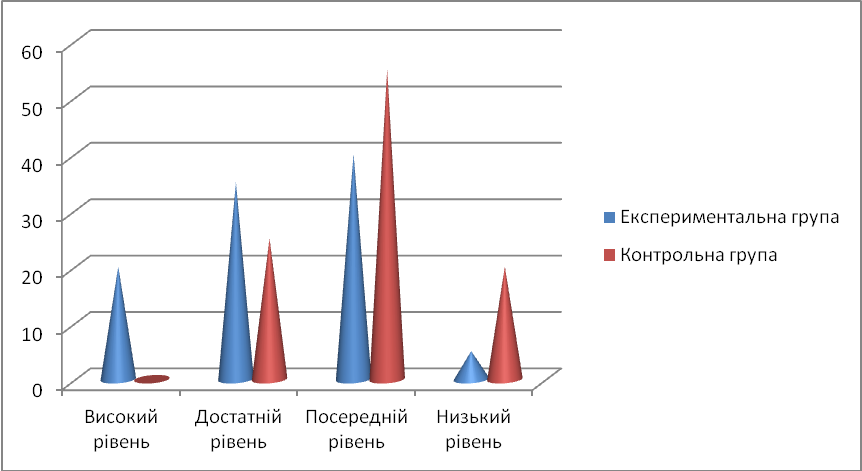 60
50
40
30
20
10
0
Високий рівень
Достатній рівень
Посередній рівень
Низький рівень
Експериментальна група
Контрольна група